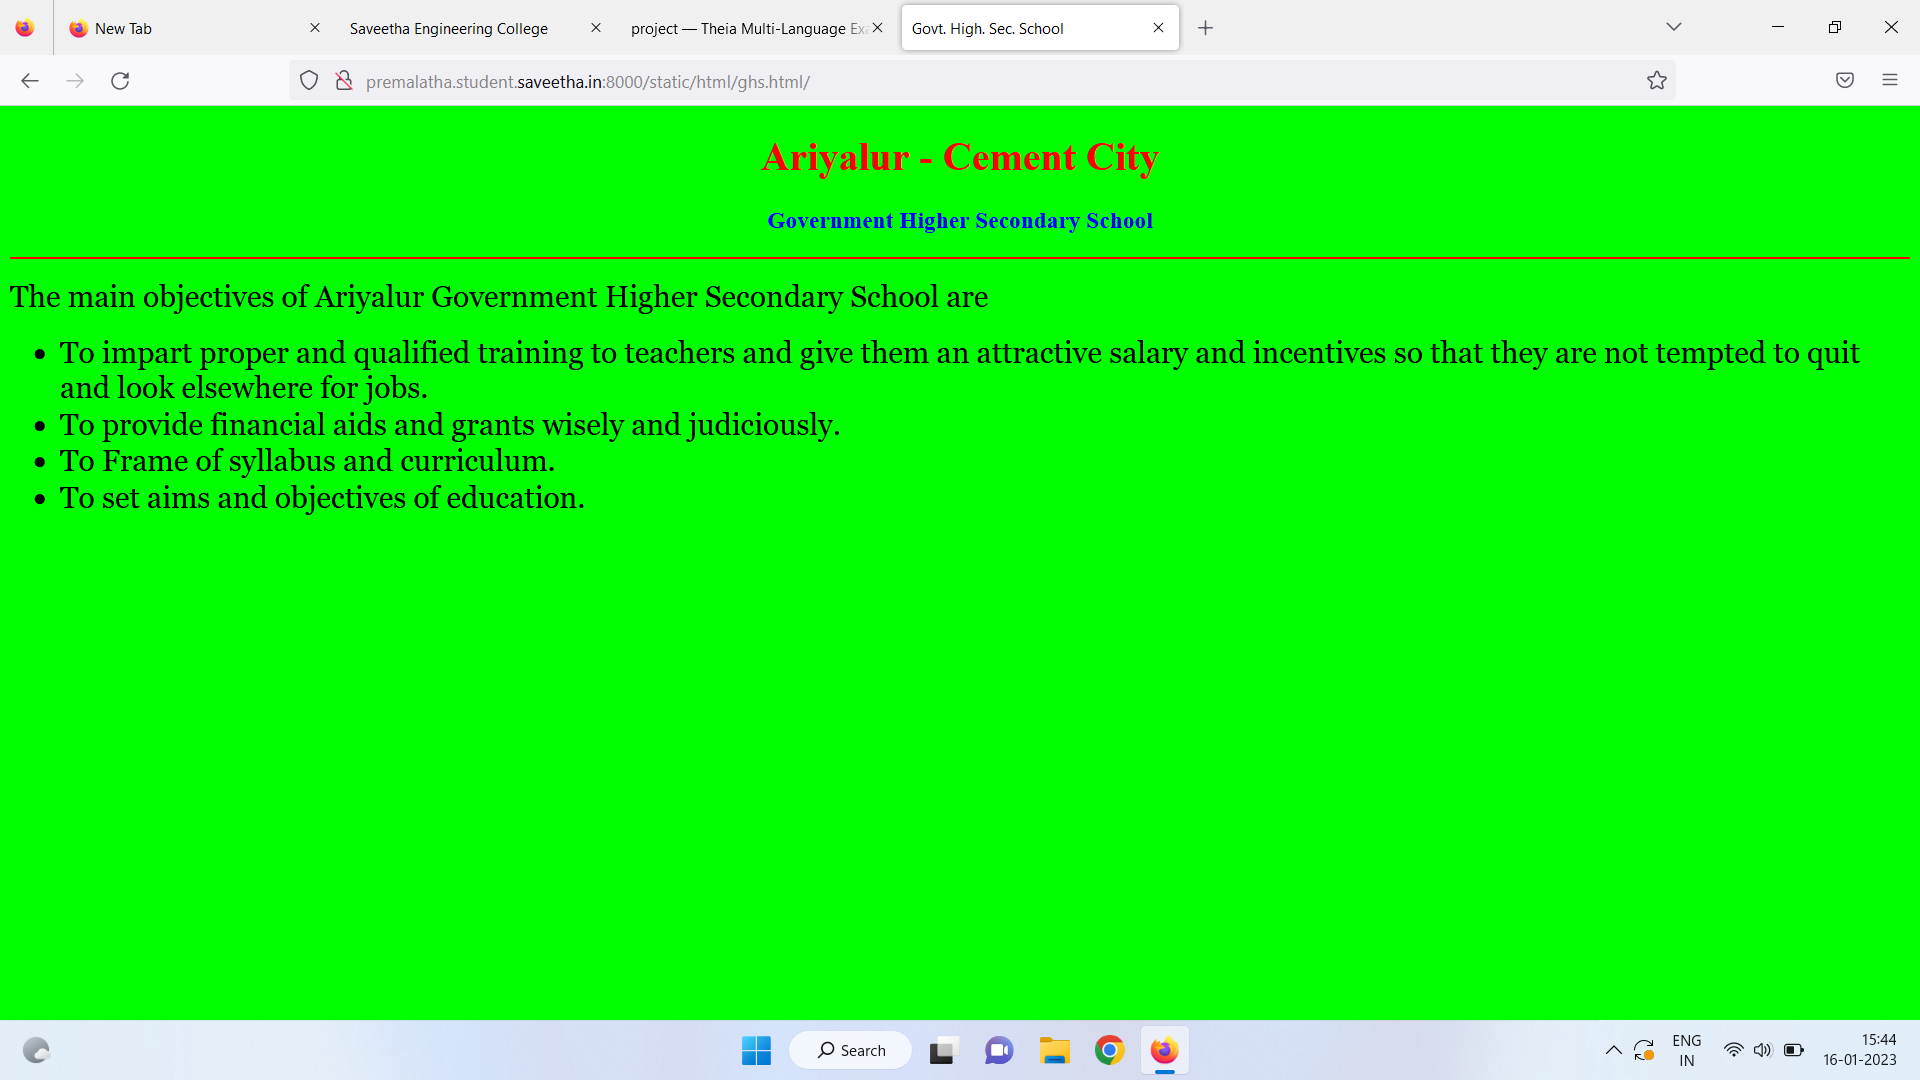 New Tab
Saveetha Engineering College
project — Theia Multi-Language Ex
Govt. High. Sec. School
premalatha.student.saveetha.in:8000/static/html/ghs.html/
Ariyalur - Cement City
Government Higher Secondary School
The main objectives of Ariyalur Government Higher Secondary School are
• To impart proper and qualified training to teachers and give them an attractive salary and incentives so that they are not tempted to quit
and look elsewhere for jobs.
• To provide financial aids and grants wisely and judiciously.
• To Frame of syllabus and curriculum.
• To set aims and objectives of education.
Search
ENG
IN
15:44
16-01-2023